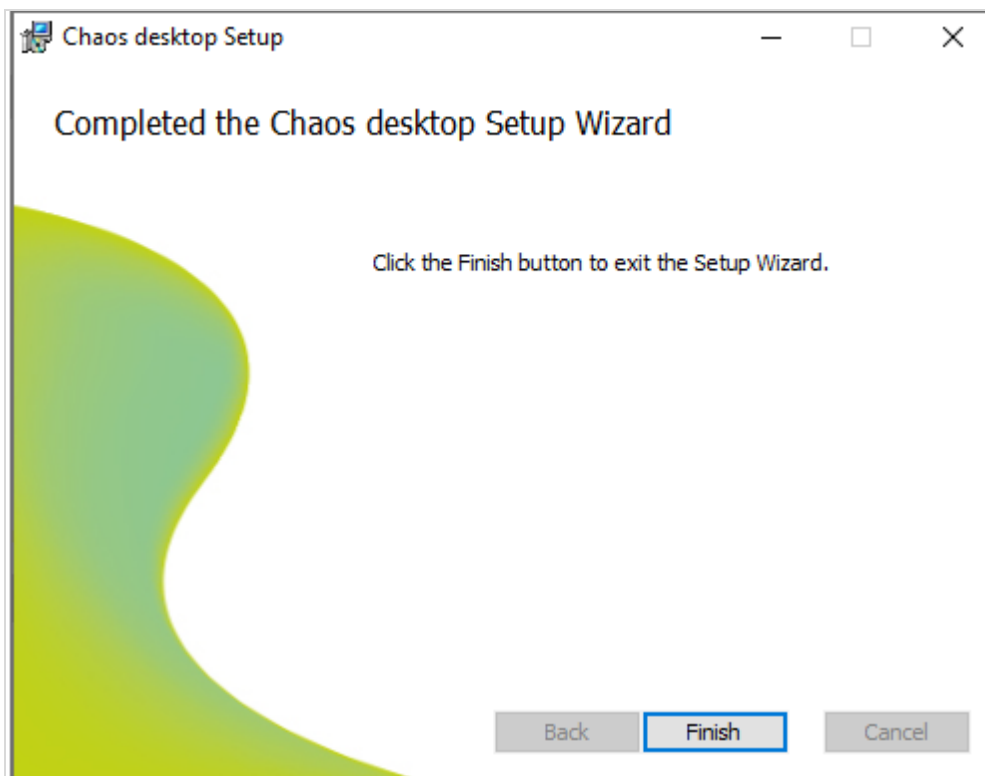 Chaos desktop Setup
Completed the Chaos desktop Setup Wizard
Click the Finish button to exit the Setup Wizard.
Back Finish Cancel